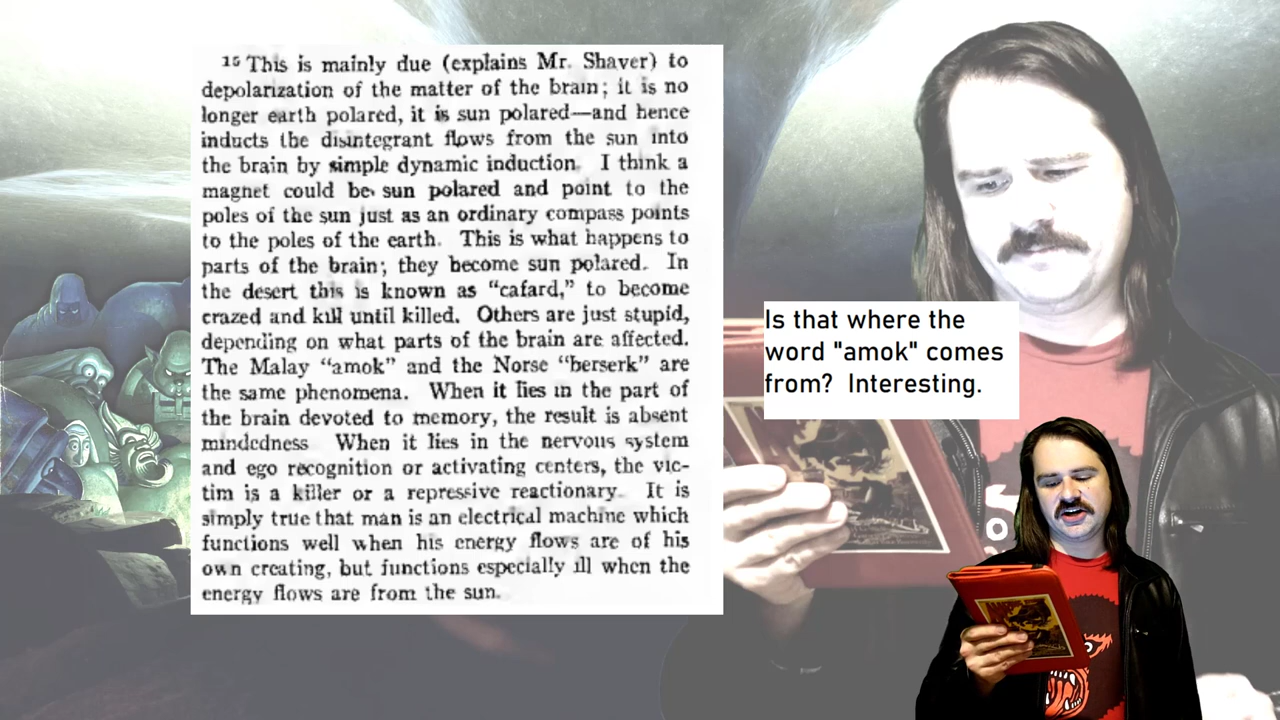 15 This is mainly due (explains Mr. Shaver) to
depolarization of the matter of the brain; it is no
longer earth polared, it is sun polared—and hence
inducts the disintegrant flows from the sun into
the brain by simple dynamic induction. I think a
magnet could be sun polared and point to the
poles of the sun just as an ordinary compass points
to the poles of the earth. This is what happens to
parts of the brain; they become sun polared. In
the desert this is known as "cafard," to become
crazed and kill until killed. Others are just stupid,
depending on what parts of the brain are affected.
The Malay "amok" and the Norse "berserk" are
the same phenomena. When it lies in the part of
the brain devoted to memory, the result is absent
mindedness When it lies in the nervous system
and ego recognition or activating centers, the vic-
tim is a killer or a repressive reactionary. It is
simply true that man is an electrical machine which
functions well when his energy flows are of his
own creating, but functions especially ill when the
energy flows are from the sun.
Is that where the
word "amok" comes
from? Interesting.